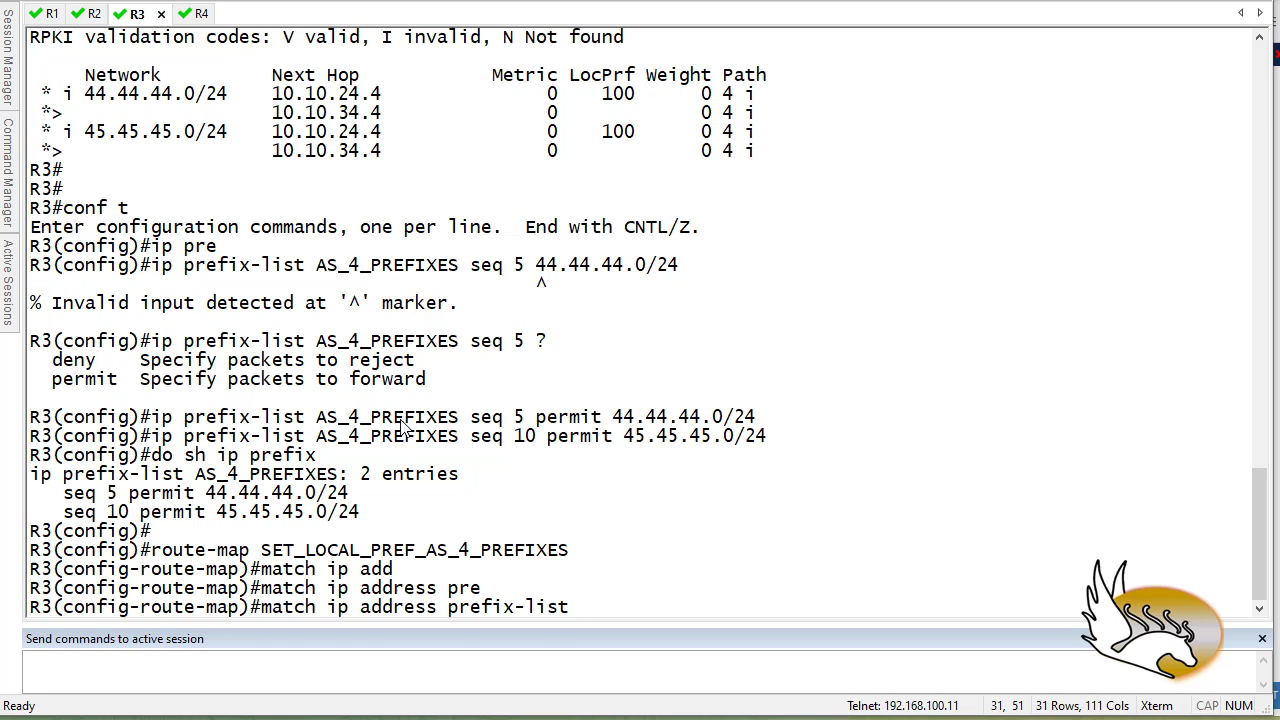 R1 R2 R3 × R4
Session Manager
Command Manager
Active Sessions
RPKI validation codes: V valid, I invalid, N Not found
Network Next Hop Metric LocPrf Weight Path
* i 44.44.44.0/24 10.10.24.4 0 100 0 4 i
*> 10.10.34.4 0 0 4 i
* i 45.45.45.0/24 10.10.24.4 0 100 0 4 i
*> 10.10.34.4 0 0 4 i
R3#
R3#
R3#conf t
Enter configuration commands, one per line. End with CNTL/Z.
R3(config)#ip pre
R3(config)#ip prefix-list AS_4_PREFIXES seq 5 44.44.44.0/24
^
% Invalid input detected at '^' marker.
R3(config)#ip prefix-list AS_4_PREFIXES seq 5 ?
deny Specify packets to reject
permit Specify packets to forward
R3(config)#ip prefix-list AS_4_PREFIXES seq 5 permit 44.44.44.0/24
R3(config)#ip prefix-list AS_4_PREFIXES seq 10 permit 45.45.45.0/24
R3(config)#do sh ip prefix
ip prefix-list AS_4_PREFIXES: 2 entries
seq 5 permit 44.44.44.0/24
seq 10 permit 45.45.45.0/24
R3(config)#
R3(config)#route-map SET_LOCAL_PREF_AS_4_PREFIXES
R3(config-route-map)#match ip add
R3(config-route-map)#match ip address pre
R3(config-route-map)#match ip address prefix-list
Send commands to active session ×
Ready Telnet: 192.168.100.11 31, 51 31 Rows, 111 Cols Xterm CAP NUM